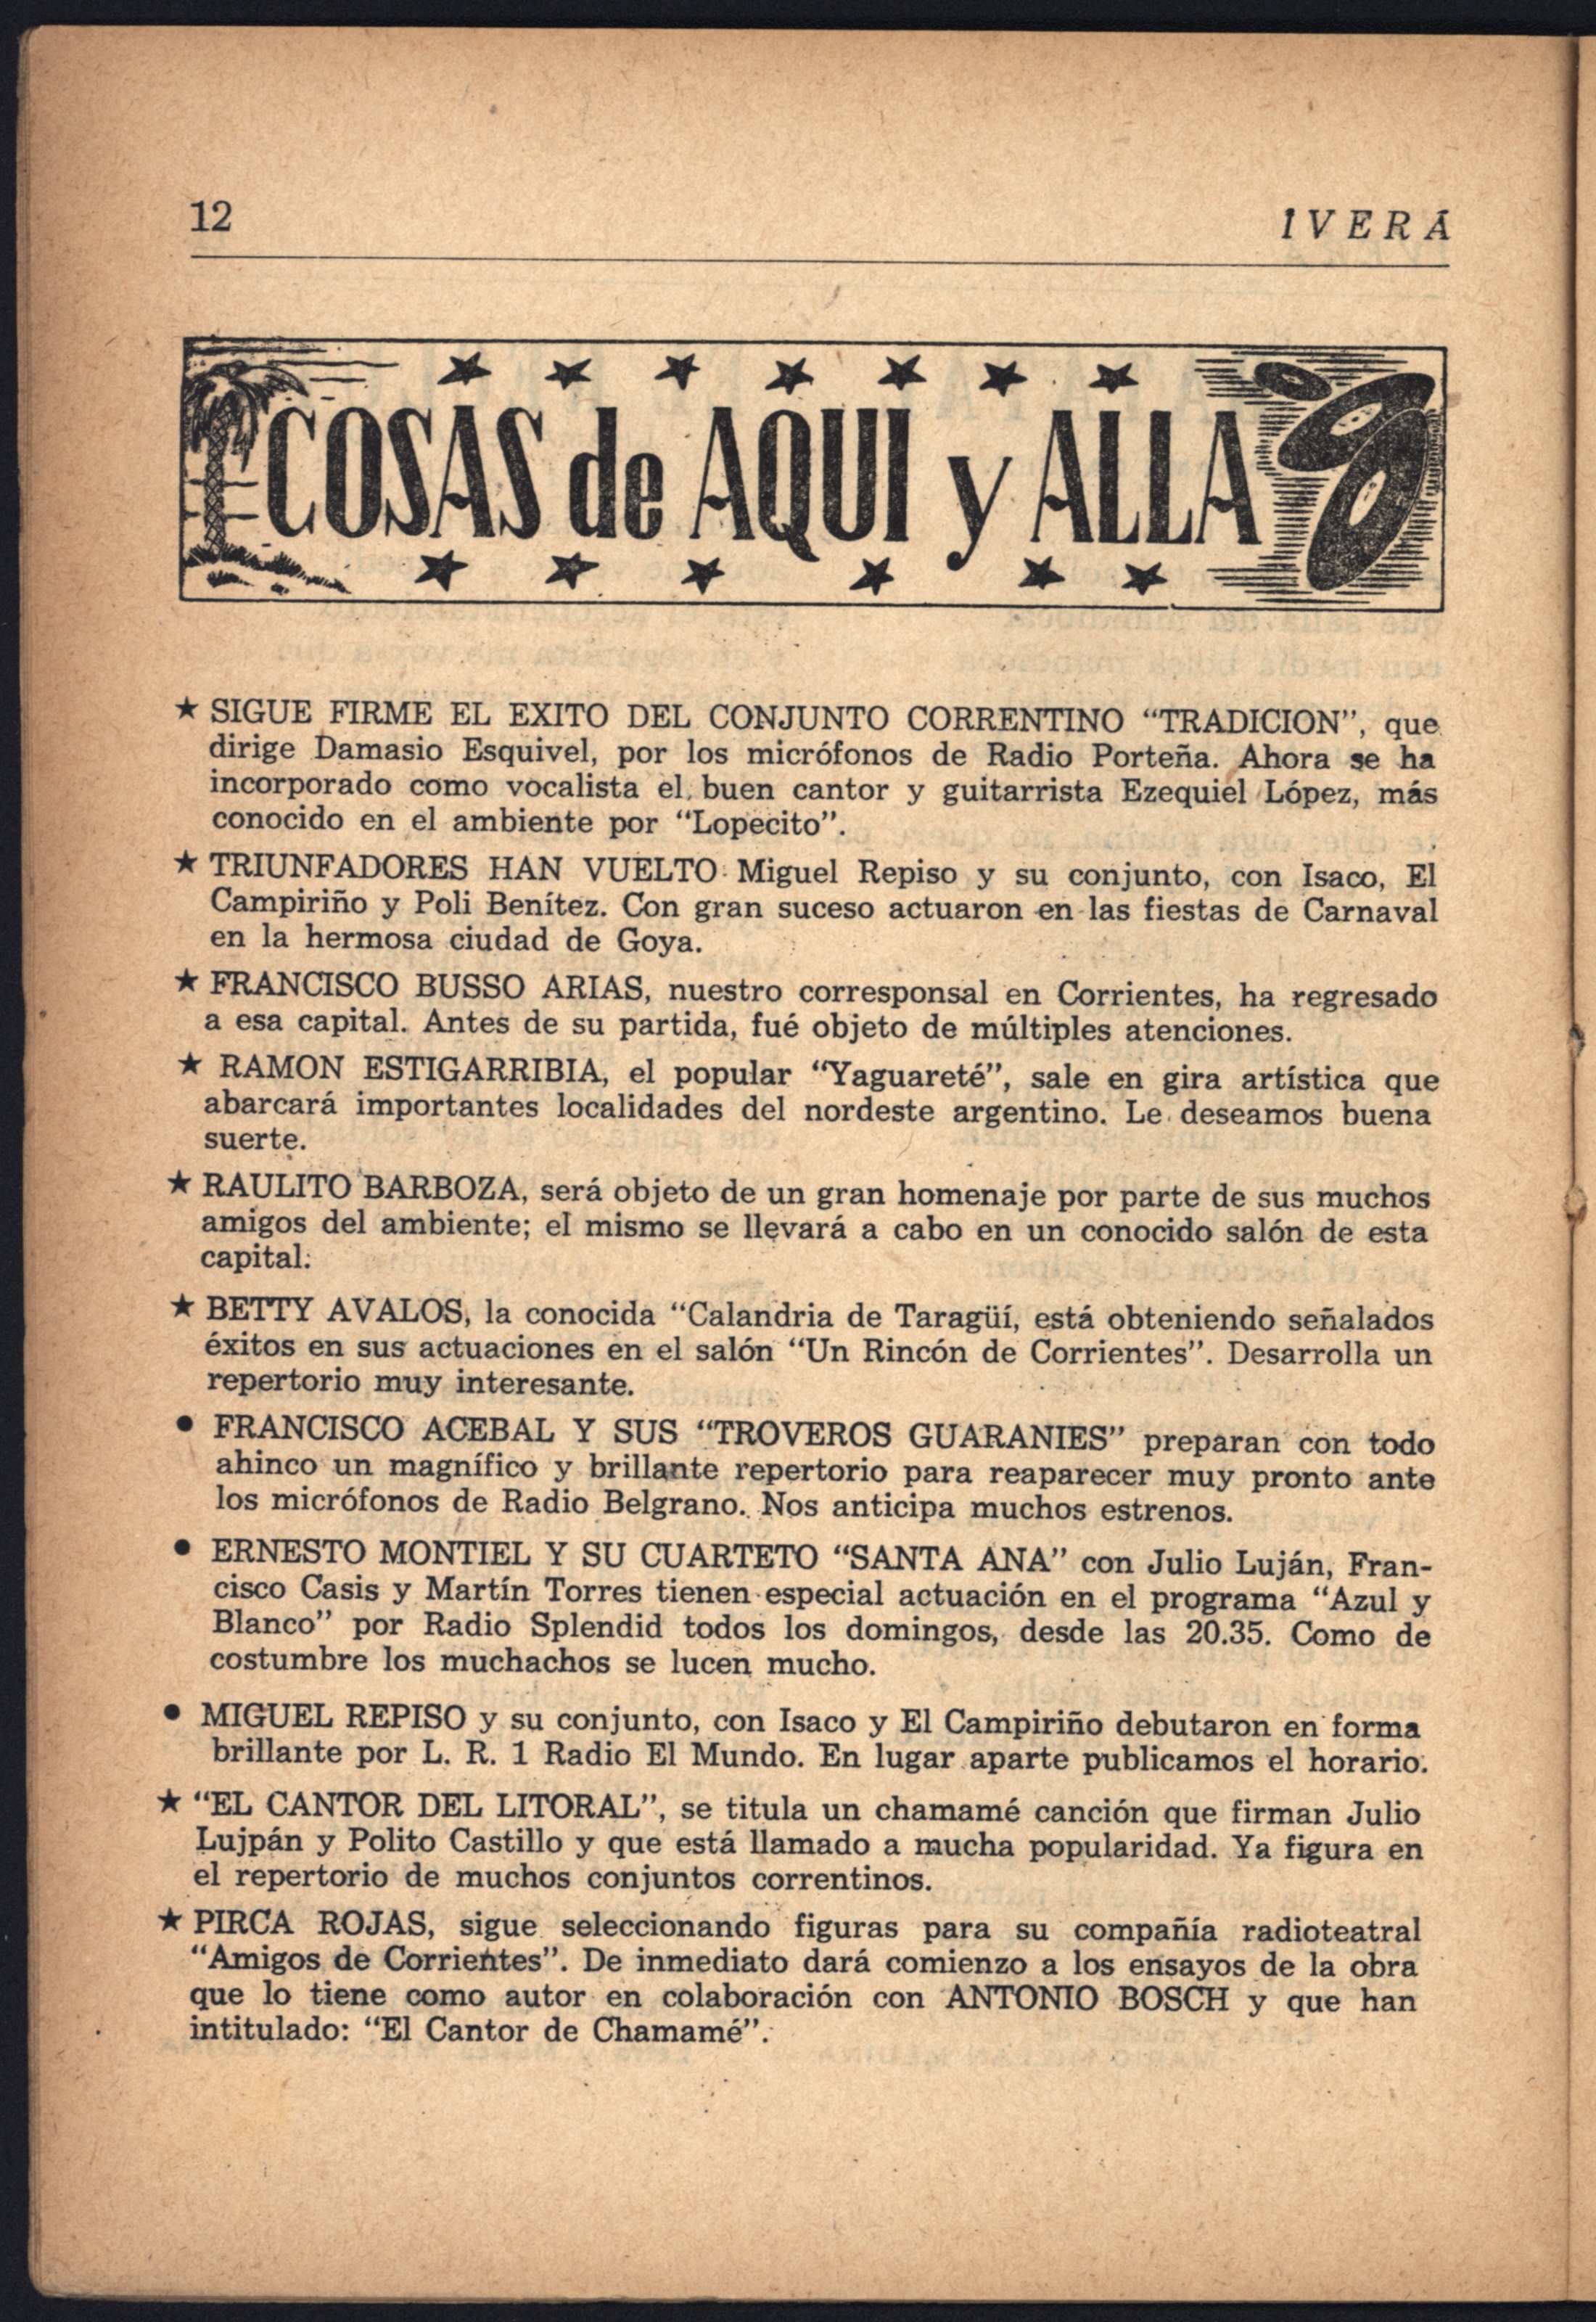 12
IVERÁ
COSAS de AQUI y ALLA
★ SIGUE FIRME EL EXITO DEL CONJUNTO CORRENTINO “TRADICION”, que
dirige Damasio Esquivel, por los micrófonos de Radio Porteña. Ahora se ha
incorporado como vocalista el buen cantor y guitarrista Ezequiel López, más
conocido en el ambiente por “Lopecito”.
★ TRIUNFADORES HAN VUELTO Miguel Repiso y su conjunto, con Isaco, El
Campiriño y Poli Benítez. Con gran suceso actuaron en las fiestas de Carnaval
en la hermosa ciudad de Goya.
★ FRANCISCO BUSSO ARIAS, nuestro corresponsal en Corrientes, ha regresado
a esa capital. Antes de su partida, fué objeto de múltiples atenciones.
★ RAMON ESTIGARRIBIA, el popular “Yaguareté”, sale en gira artística que
abarcará importantes localidades del nordeste argentino. Le deseamos buena
suerte.
★ RAULITO BARBOZA, será objeto de un gran homenaje por parte de sus muchos
amigos del ambiente; el mismo se llevará a cabo en un conocido salón de esta
capital.
★ BETTY AVALOS, la conocida “Calandria de Taragüí, está obteniendo señalados
éxitos en sus actuaciones en el salón “Un Rincón de Corrientes”. Desarrolla un
repertorio muy interesante.
● FRANCISCO ACEBAL Y SUS “TROVEROS GUARANIES” preparan con todo
ahinco un magnífico y brillante repertorio para reaparecer muy pronto ante
los micrófonos de Radio Belgrano. Nos anticipa muchos estrenos.
● ERNESTO MONTIEL Y SU CUARTETO “SANTA ANA” con Julio Luján, Fran-
cisco Casis y Martín Torres tienen especial actuación en el programa “Azul y
Blanco” por Radio Splendid todos los domingos, desde las 20.35. Como de
costumbre los muchachos se lucen mucho.
● MIGUEL REPISO y su conjunto, con Isaco y El Campiriño debutaron en forma
brillante por L. R. 1 Radio El Mundo. En lugar aparte publicamos el horario.
★ “EL CANTOR DEL LITORAL”, se titula un chamamé canción que firman Julio
Lujpán y Polito Castillo y que está llamado a mucha popularidad. Ya figura en
el repertorio de muchos conjuntos correntinos.
★ PIRCA ROJAS, sigue seleccionando figuras para su compañía radioteatral
“Amigos de Corrientes”. De inmediato dará comienzo a los ensayos de la obra
que lo tiene como autor en colaboración con ANTONIO BOSCH y que han
intitulado: “El Cantor de Chamamé”.